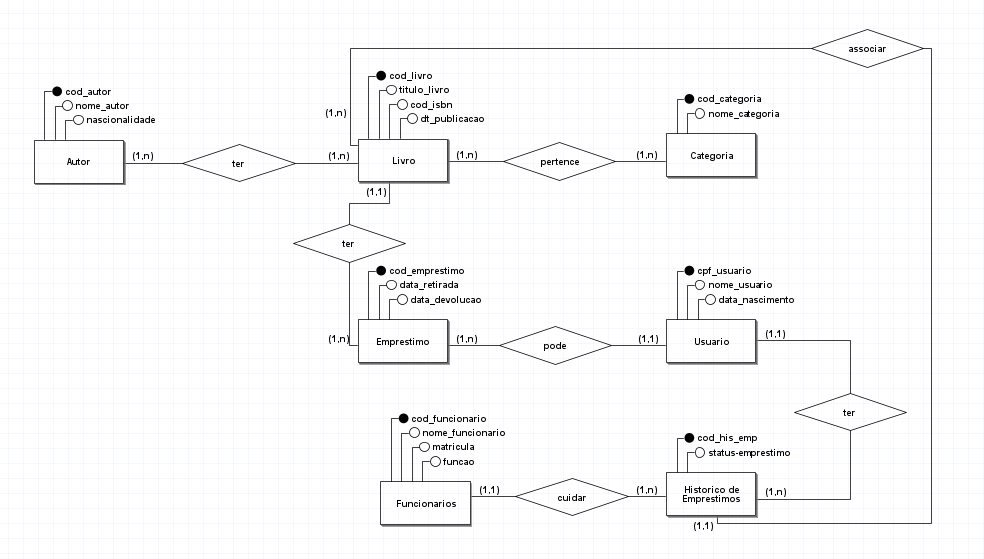 associar
cod_livro
titulo_livro
cod_isbn
dt_publicacao
(1,n)
cod_autor
nome_autor
nascionalidade
cod_categoria
nome_categoria
Autor
(1,n)
ter
(1,n)
Livro
(1,n)
pertence
(1,n)
Categoria
(1,1)
ter
cod_emprestimo
data_retirada
data_devolucao
cpf_usuario
nome_usuario
data_nascimento
(1,n)
Emprestimo
(1,n)
pode
(1,1)
Usuario
(1,1)
ter
cod_funcionario
nome_funcionario
matricula
funcao
cod_his_emp
status-emprestimo
Funcionarios
(1,1)
cuidar
(1,n)
Historico de
Emprestimos
(1,n)
(1,1)